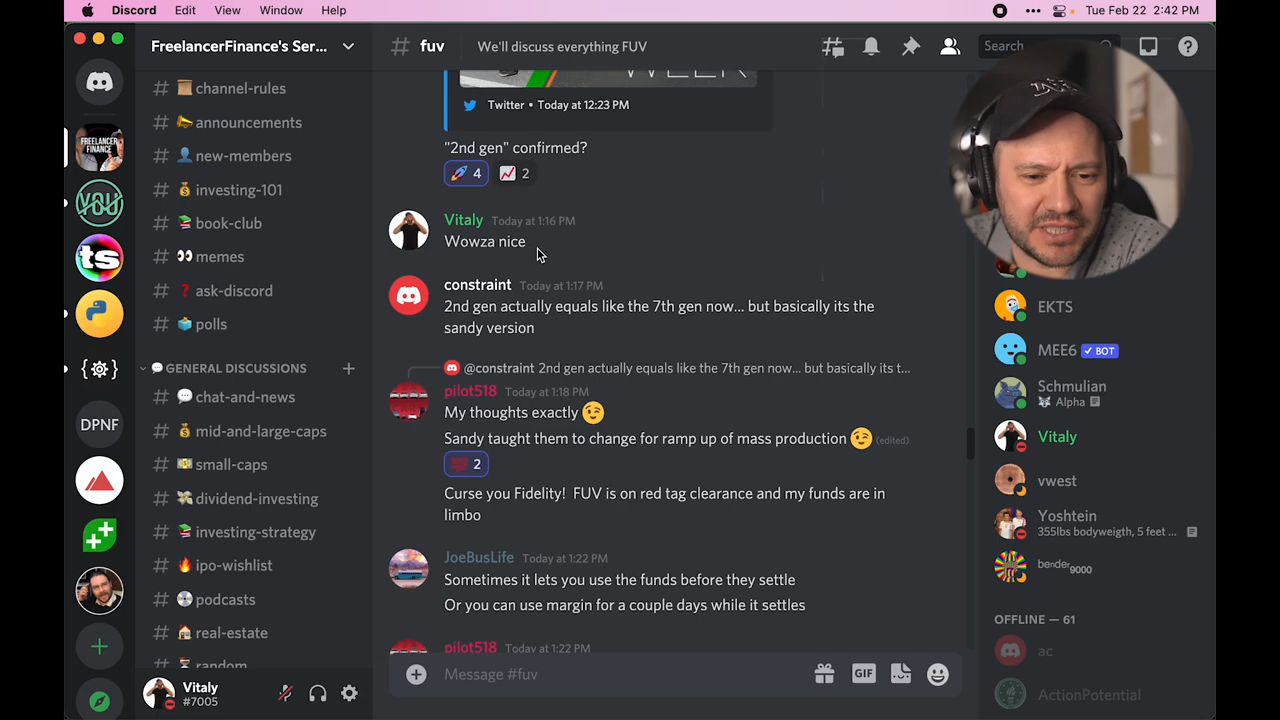 Discord Edit View Window Help Tue Feb 22 2:42 PM
FreelancerFinance's Ser...
channel-rules
announcements
new-members
investing-101
book-club
memes
ask-discord
polls
GENERAL DISCUSSIONS
chat-and-news
mid-and-large-caps
small-caps
dividend-investing
investing-strategy
ipo-wishlist
podcasts
real-estate
random
Vitaly
#7005
FREELANCER
FINANCE
YOU
ts
DPNF
# fuv We'll discuss everything FUV
Search
WEEK
Twitter • Today at 12:23 PM
"2nd gen" confirmed?
4 2
Vitaly Today at 1:16 PM
Wowza nice
constraint Today at 1:17 PM
2nd gen actually equals like the 7th gen now... but basically its the
sandy version
@constraint 2nd gen actually equals like the 7th gen now... but basically its t...
pilot518 Today at 1:18 PM
My thoughts exactly
Sandy taught them to change for ramp up of mass production (edited)
2
Curse you Fidelity! FUV is on red tag clearance and my funds are in
limbo
JoeBusLife Today at 1:22 PM
Sometimes it lets you use the funds before they settle
Or you can use margin for a couple days while it settles
pilot518 Today at 1:22 PM
Message #fuv
GIF
EKTS
MEE6 BOT
Schmulian
Alpha
Vitaly
vwest
Yoshtein
355lbs bodyweigth, 5 feet ...
bender9000
OFFLINE — 61
ac
ActionPotential